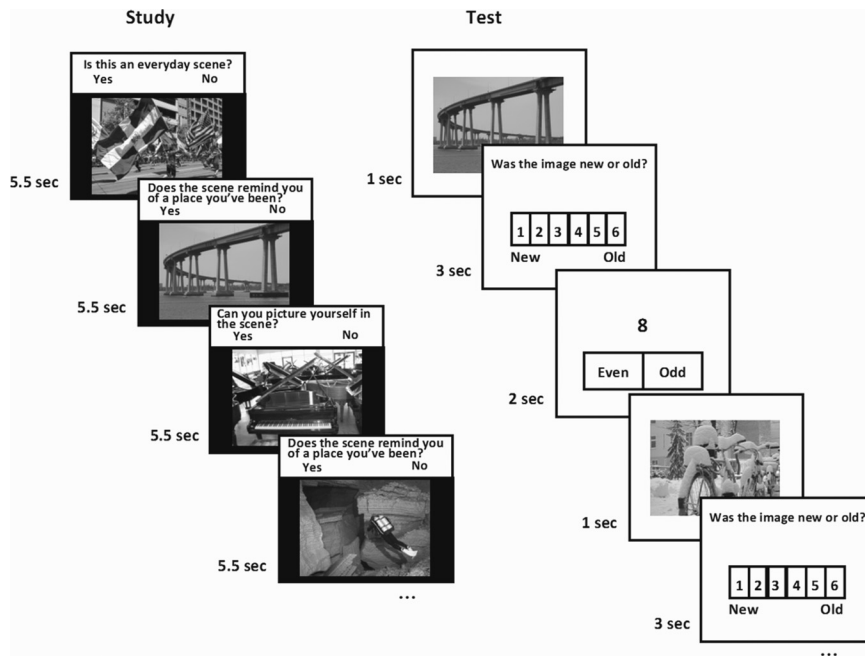 Study
Is this an everyday scene?
Yes No
5.5 sec
Does the scene remind you
of a place you've been?
Yes No
5.5 sec
Can you picture yourself in
the scene?
Yes No
5.5 sec
Does the scene remind you
of a place you've been?
Yes No
5.5 sec
...
Test
1 sec
Was the image new or old?
1 2 3 4 5 6
New Old
3 sec
8
Even Odd
2 sec
1 sec
Was the image new or old?
1 2 3 4 5 6
New Old
3 sec
...